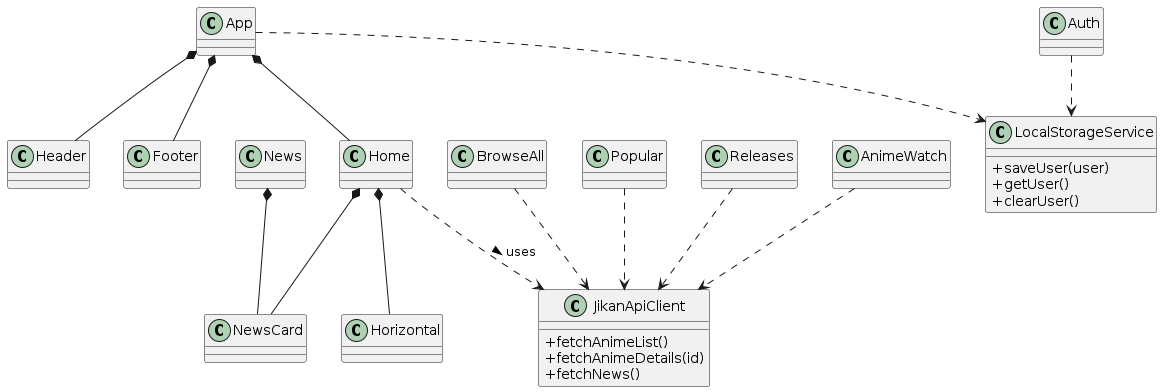 C App
C Auth
C LocalStorageService
+saveUser(user)
+getUser()
+clearUser()
C Header
C Footer
C News
C Home
C BrowseAll
C Popular
C Releases
C AnimeWatch
uses
C NewsCard
C Horizontal
C JikanApiClient
+fetchAnimeList()
+fetchAnimeDetails(id)
+fetchNews()